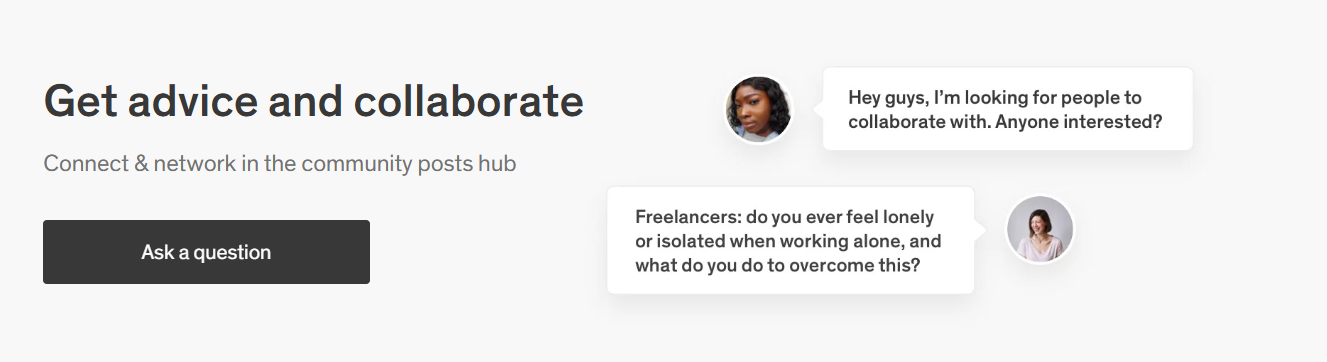 Get advice and collaborate
Connect & network in the community posts hub
Ask a question
Hey guys, I’m looking for people to
collaborate with. Anyone interested?
Freelancers: do you ever feel lonely
or isolated when working alone, and
what do you do to overcome this?